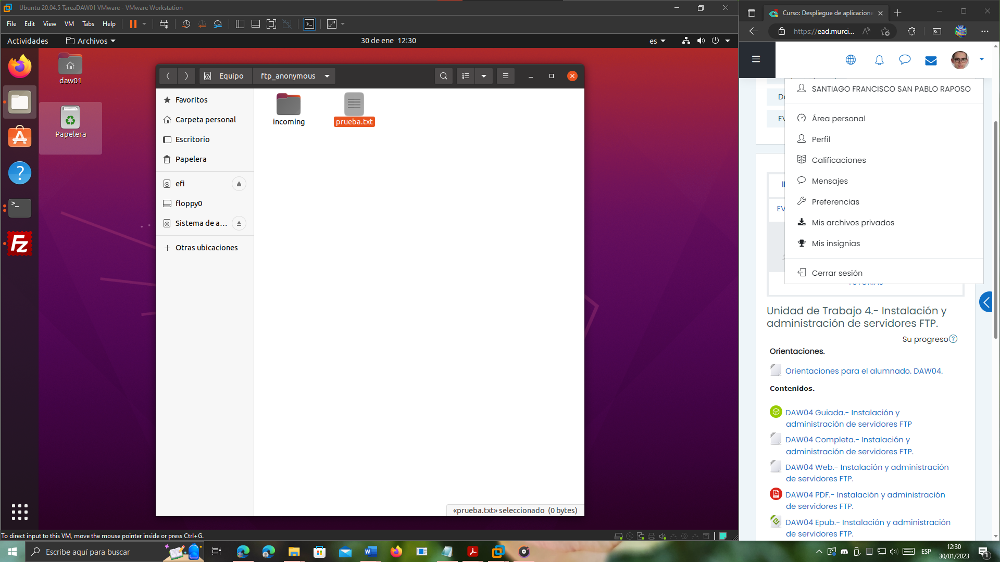 Ubuntu 20.04.5 TareaDAW01 VMware - VMware Workstation
File Edit View VM Tabs Help
Actividades
Archivos
30 de ene 12:30
es
daw01
Papelera
Equipo
ftp_anonymous
Favoritos
Carpeta personal
Escritorio
Papelera
efi
floppy0
Sistema de a...
Otras ubicaciones
incoming
prueba.txt
«prueba.txt» seleccionado (0 bytes)
To direct input to this VM, move the mouse pointer inside or press Ctrl+G.
Curso: Despliegue de aplicacione
https://ead.murci...
SANTIAGO FRANCISCO SAN PABLO RAPOSO
Área personal
Perfil
Calificaciones
Mensajes
Preferencias
Mis archivos privados
Mis insignias
Cerrar sesión
Unidad de Trabajo 4.- Instalación y
administración de servidores FTP.
Su progreso
Orientaciones.
Orientaciones para el alumnado. DAW04.
Contenidos.
DAW04 Guiada.- Instalación y
administración de servidores FTP
DAW04 Completa.- Instalación y
administración de servidores FTP.
DAW04 Web.- Instalación y administración
de servidores FTP.
DAW04 PDF.- Instalación y administración
de servidores FTP.
DAW04 Epub.- Instalación y administración
de servidores FTP.
Escribe aquí para buscar
ESP
12:30
30/01/2023
1